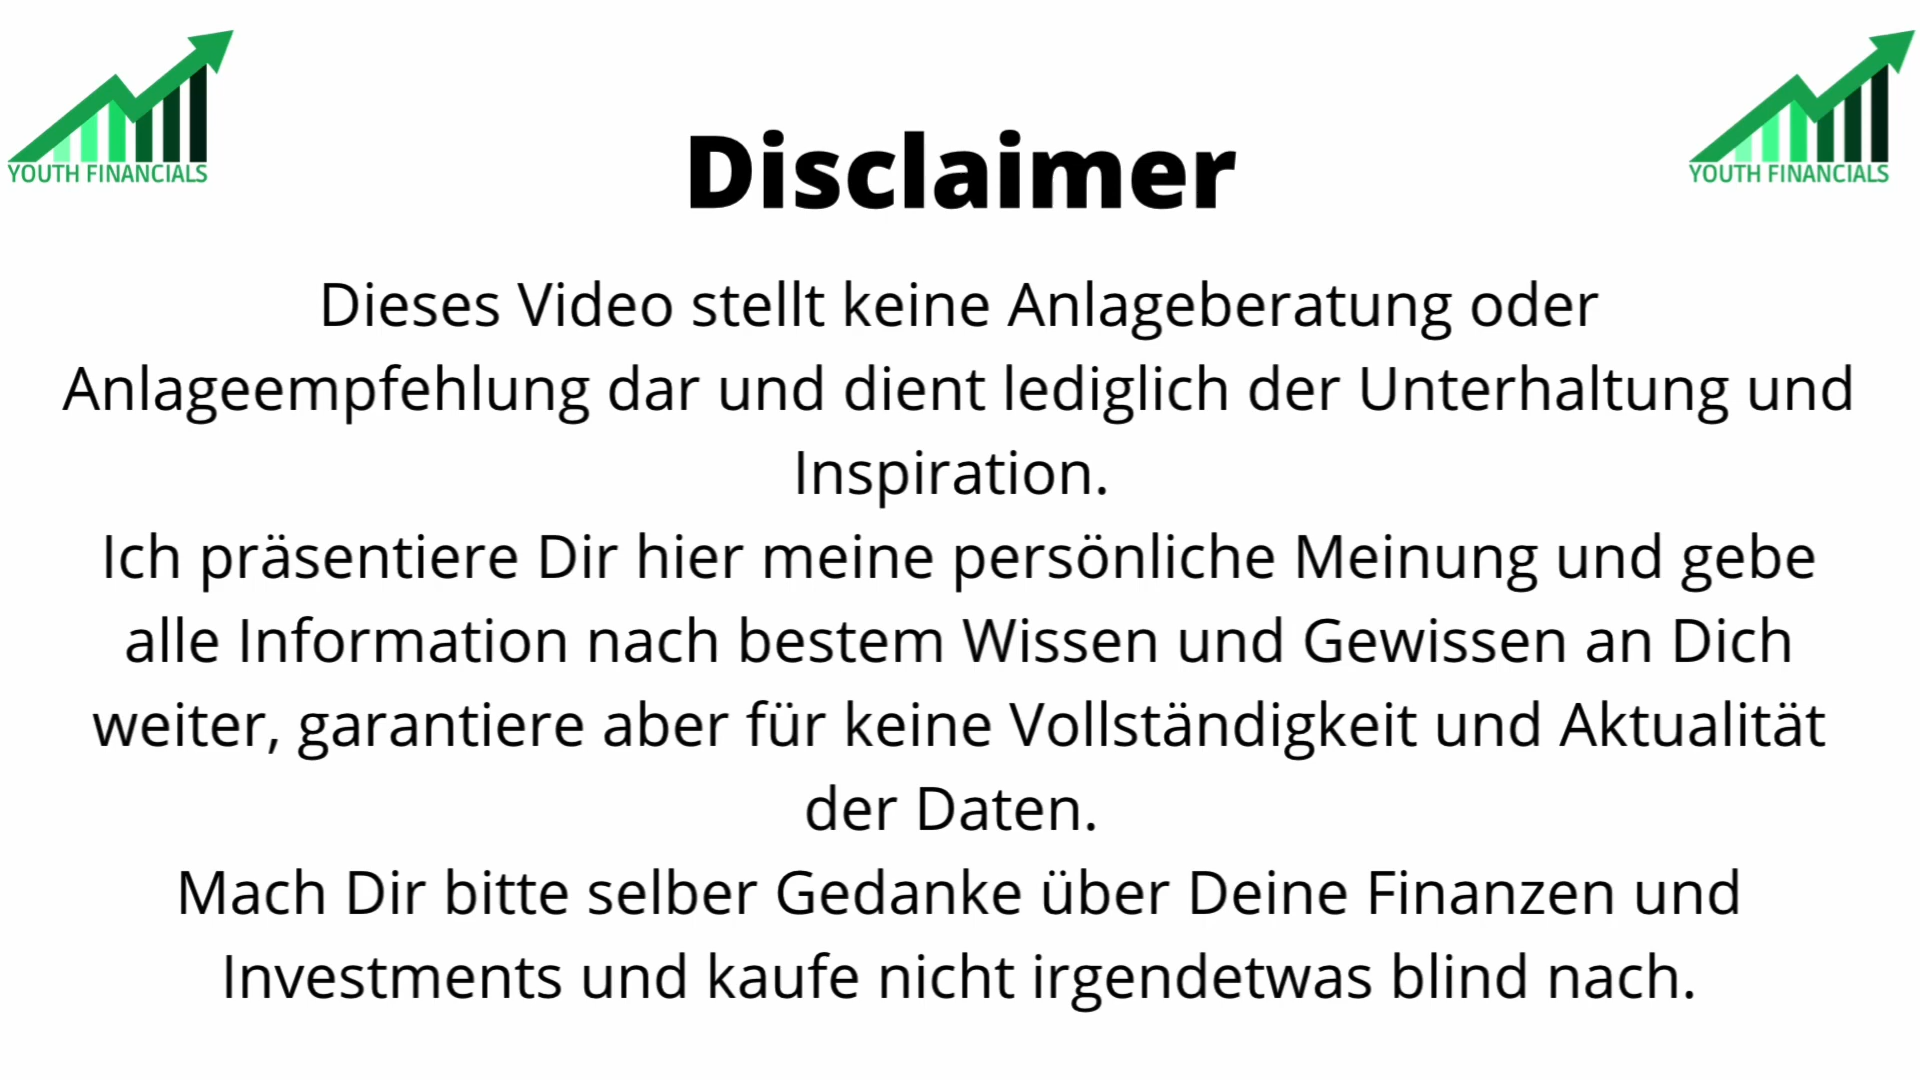 YOUTH FINANCIALS
YOUTH FINANCIALS
Disclaimer
Dieses Video stellt keine Anlageberatung oder
Anlageempfehlung dar und dient lediglich der Unterhaltung und
Inspiration.
Ich präsentiere Dir hier meine persönliche Meinung und gebe
alle Information nach bestem Wissen und Gewissen an Dich
weiter, garantiere aber für keine Vollständigkeit und Aktualität
der Daten.
Mach Dir bitte selber Gedanke über Deine Finanzen und
Investments und kaufe nicht irgendetwas blind nach.